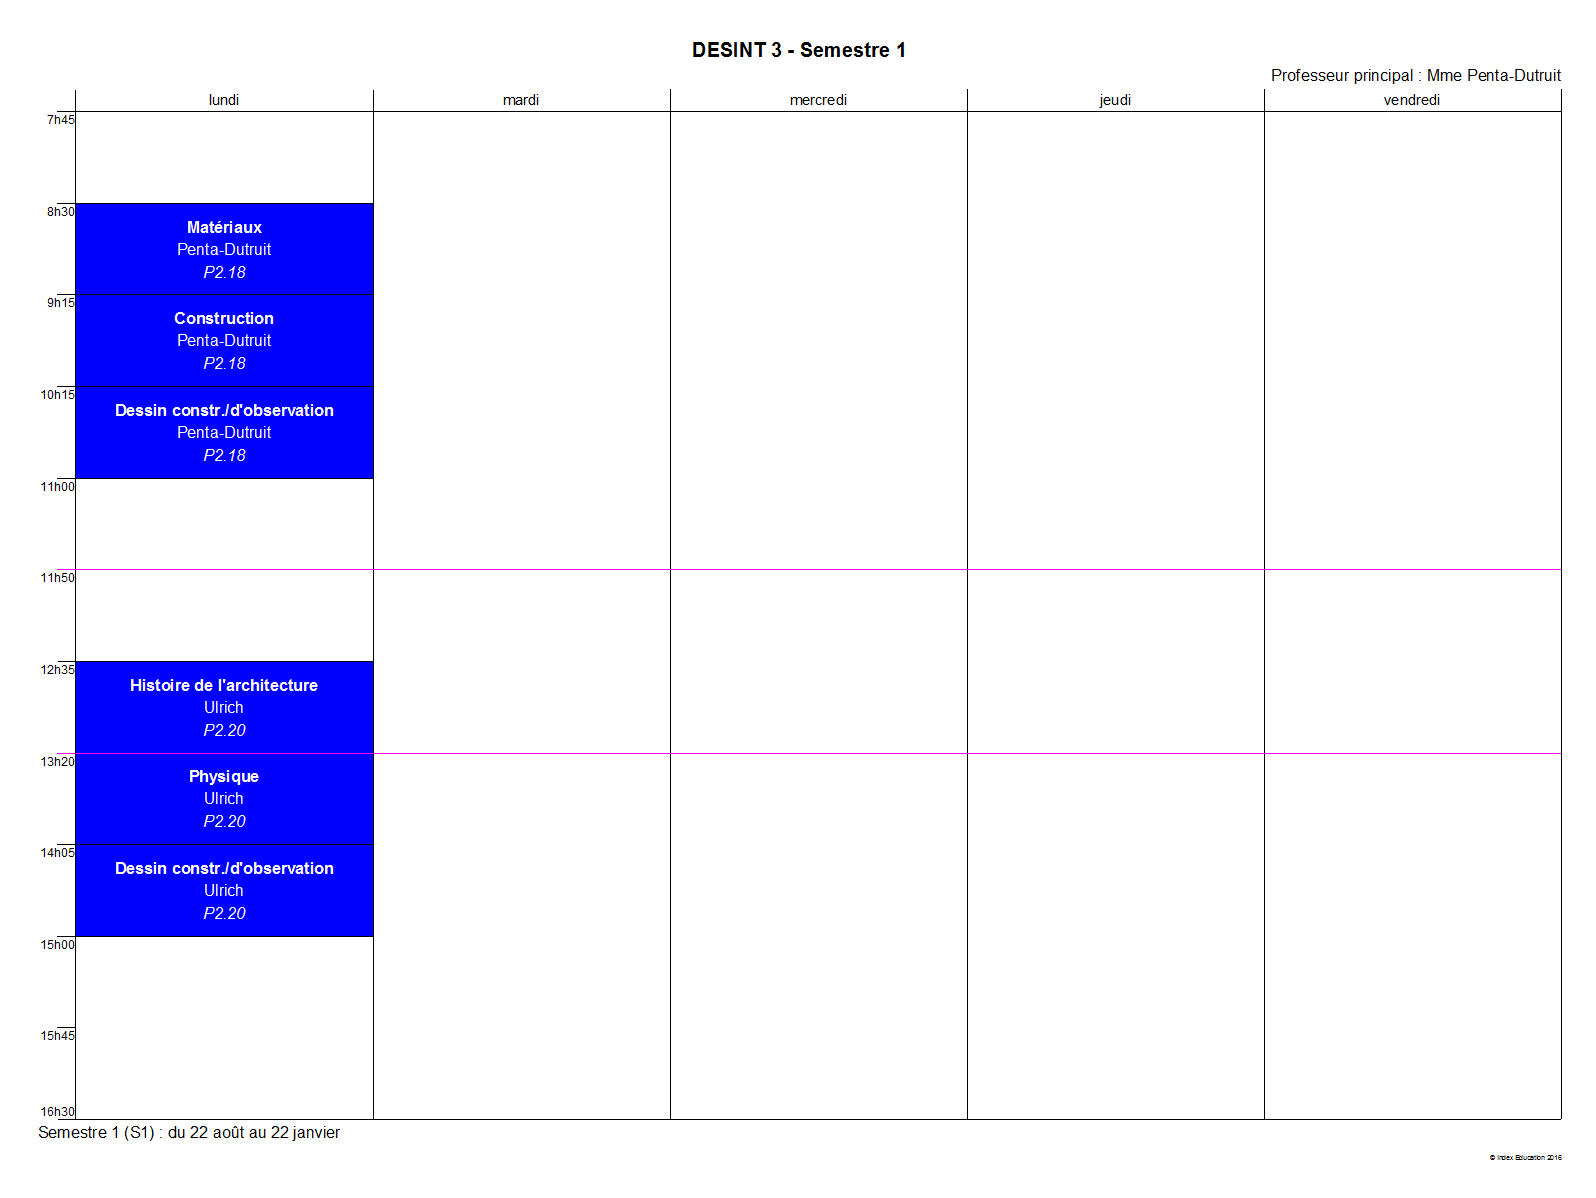 DESINT 3 - Semestre 1
Professeur principal : Mme Penta-Dutruit
lundi mardi mercredi jeudi vendredi
7h45
8h30
Matériaux
Penta-Dutruit
P2.18
9h15
Construction
Penta-Dutruit
P2.18
10h15
Dessin constr./d'observation
Penta-Dutruit
P2.18
11h00
11h50
12h35
Histoire de l'architecture
Ulrich
P2.20
13h20
Physique
Ulrich
P2.20
14h05
Dessin constr./d'observation
Ulrich
P2.20
15h00
15h45
16h30
Semestre 1 (S1) : du 22 août au 22 janvier
© Index Education 2016